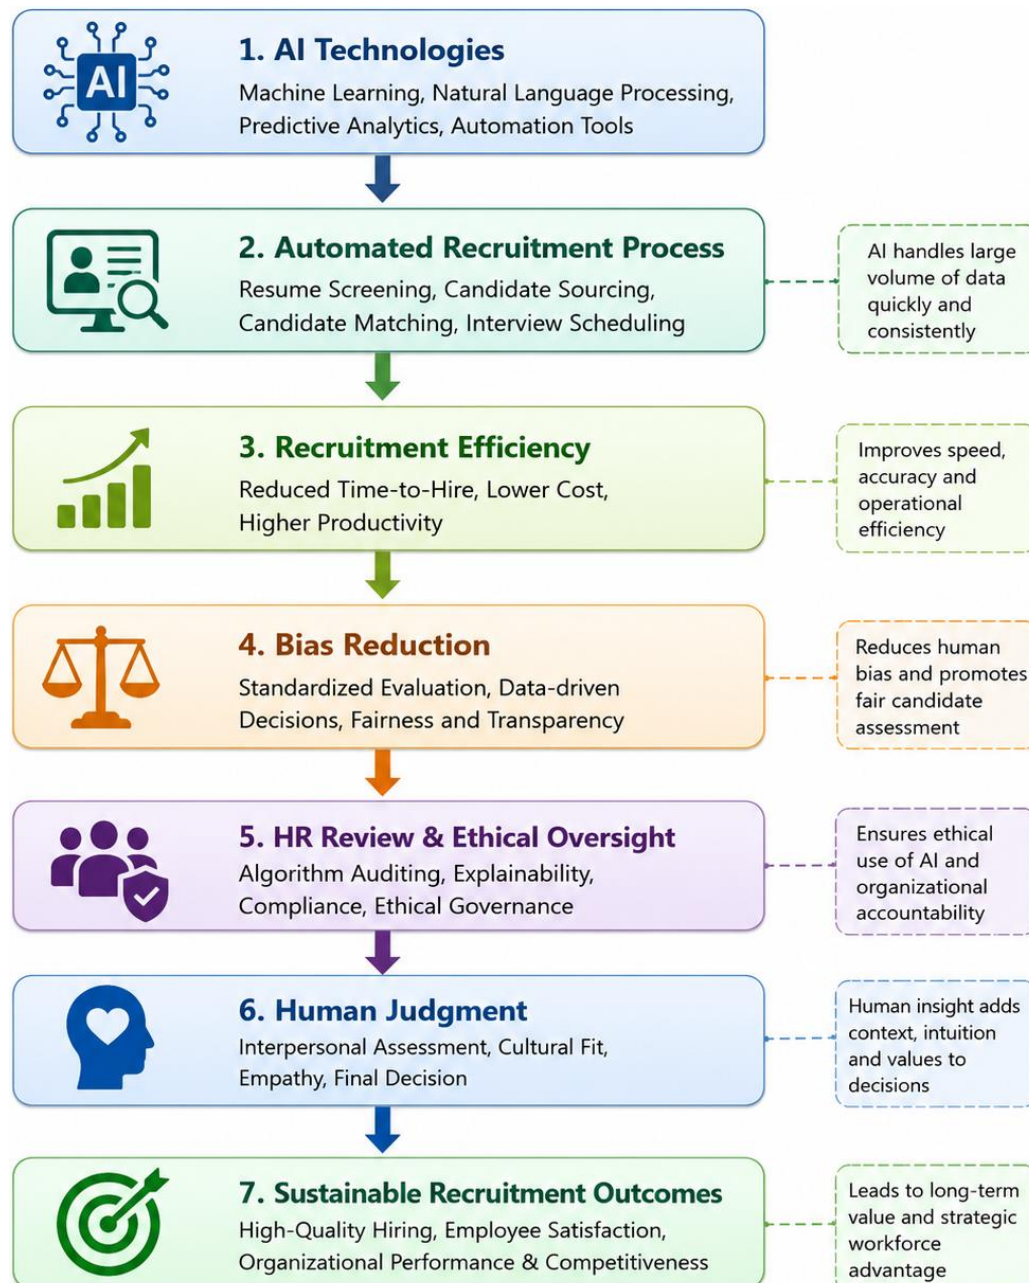 AI
1. AI Technologies
Machine Learning, Natural Language Processing,
Predictive Analytics, Automation Tools
2. Automated Recruitment Process
Resume Screening, Candidate Sourcing,
Candidate Matching, Interview Scheduling
AI handles large
volume of data
quickly and
consistently
3. Recruitment Efficiency
Reduced Time-to-Hire, Lower Cost,
Higher Productivity
Improves speed,
accuracy and
operational
efficiency
4. Bias Reduction
Standardized Evaluation, Data-driven
Decisions, Fairness and Transparency
Reduces human
bias and promotes
fair candidate
assessment
5. HR Review & Ethical Oversight
Algorithm Auditing, Explainability,
Compliance, Ethical Governance
Ensures ethical
use of AI and
organizational
accountability
6. Human Judgment
Interpersonal Assessment, Cultural Fit,
Empathy, Final Decision
Human insight adds
context, intuition
and values to
decisions
7. Sustainable Recruitment Outcomes
High-Quality Hiring, Employee Satisfaction,
Organizational Performance & Competitiveness
Leads to long-term
value and strategic
workforce
advantage